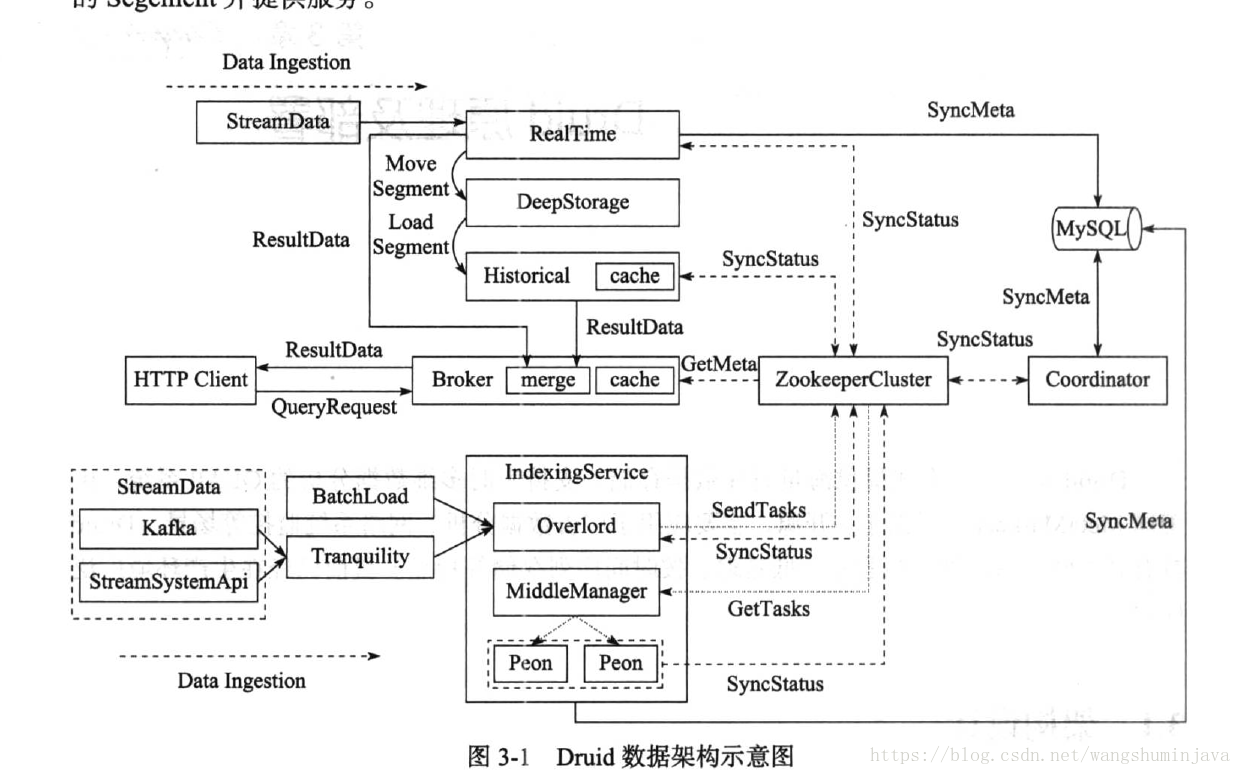 的 Segement 并提供服务。
Data Ingestion
StreamData
RealTime
SyncMeta
Move
Segment
DeepStorage
Load
Segment
ResultData
SyncStatus
MySQL
Historical
cache
SyncStatus
SyncMeta
ResultData
SyncStatus
ResultData
HTTP Client
QueryRequest
Broker
merge
cache
GetMeta
ZookeeperCluster
Coordinator
StreamData
Kafka
StreamSystemApi
BatchLoad
Tranquility
IndexingService
Overlord
SendTasks
SyncStatus
SyncMeta
MiddleManager
GetTasks
Peon
Peon
SyncStatus
Data Ingestion
图 3-1 Druid 数据架构示意图
https://blog.csdn.net/wangshuminjava